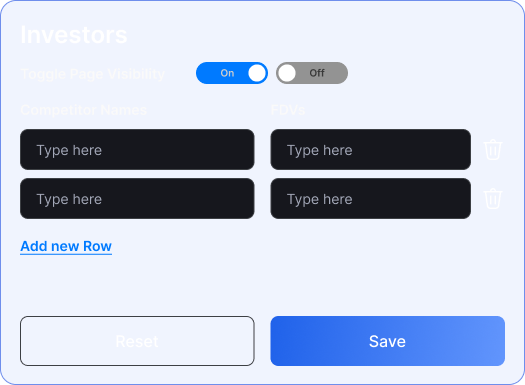 Investors
Toggle Page Visibility
On
Off
Competitor Names
FDVs
Type here
Type here
Type here
Type here
Add new Row
Reset
Save